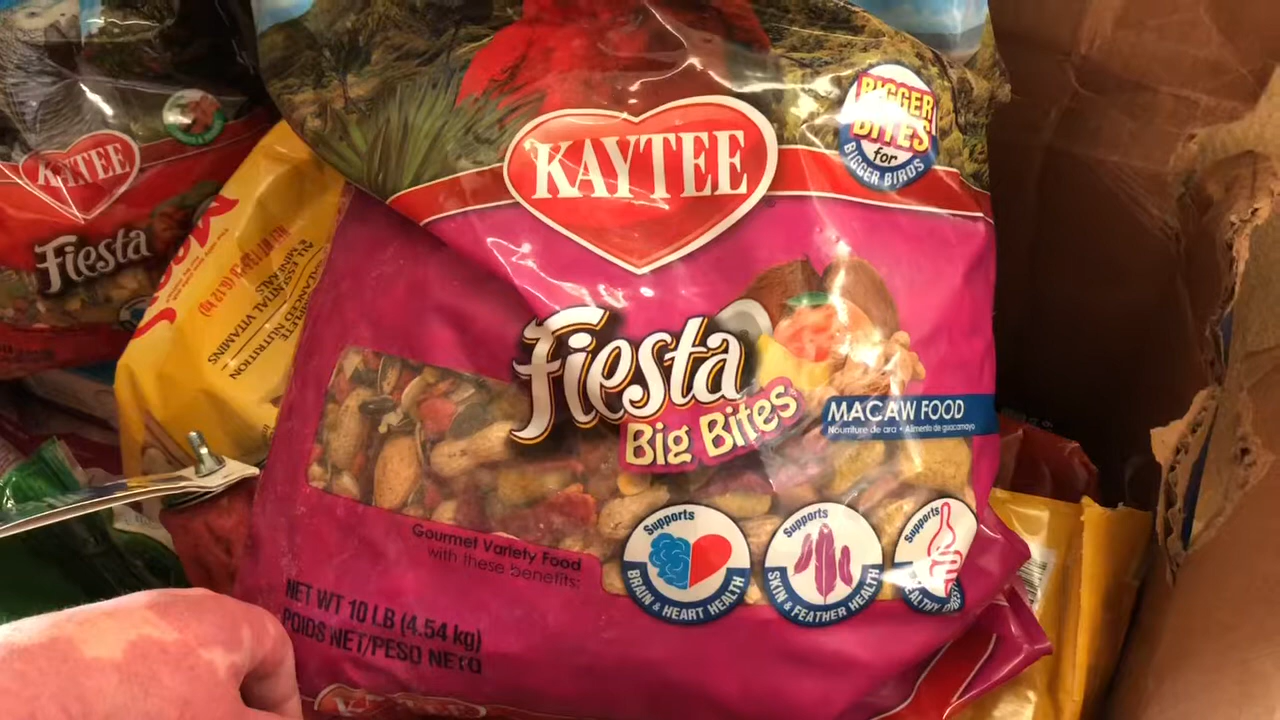 KAYTEE
BIGGER
BITES
for
BIGGER BIRDS
Fiesta
Big Bites
MACAW FOOD
Nourriture de ara • Alimento de guacamayo
Gourmet Variety Food
with these benefits:
Supports
BRAIN & HEART HEALTH
Supports
SKIN & FEATHER HEALTH
Supports
NET WT 10 LB (4.54 kg)
POIDS NET/PESO NETO
KAYTEE
Fiesta
ALL ESSENTIAL VITAMINS
& MINERALS
BALANCED NUTRITION